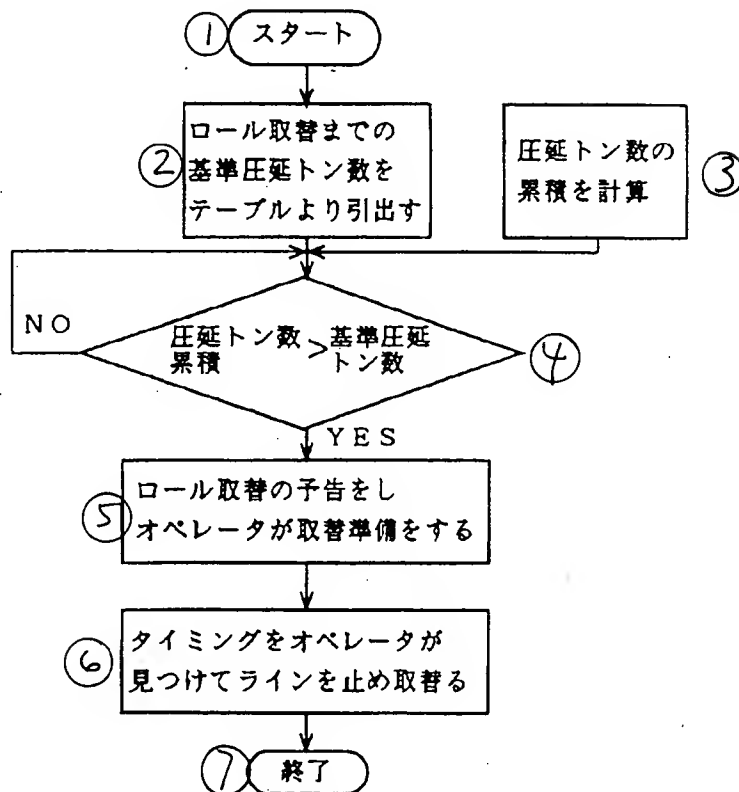 ① スタート
② ロール取替までの
基準圧延トン数を
テーブルより引出す
圧延トン数の ③
累積を計算
NO
圧延トン数 > 基準圧延
累積 トン数
④
YES
⑤ ロール取替の予告をし
オペレータが取替準備をする
⑥ タイミングをオペレータが
見つけてラインを止め取替る
⑦ 終了